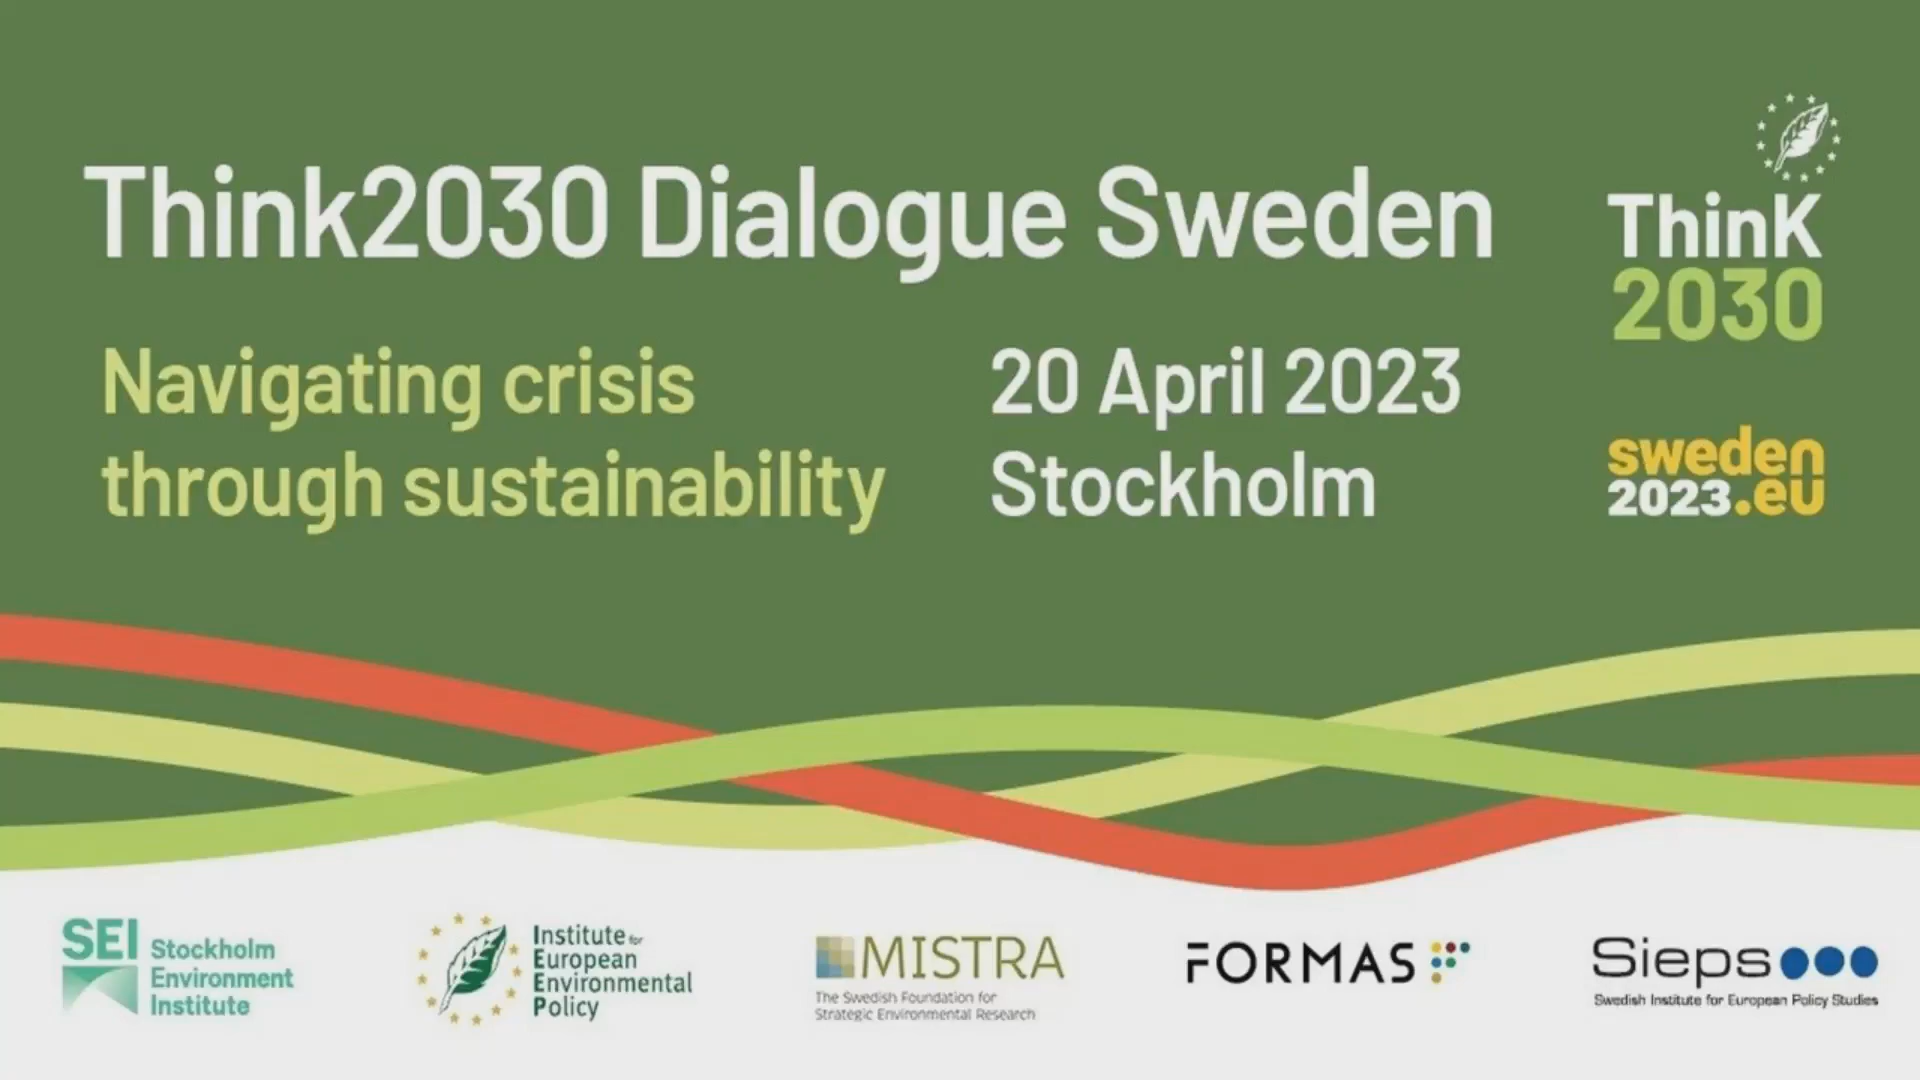 Think2030 Dialogue Sweden
Navigating crisis
through sustainability
20 April 2023
Stockholm
ThinK
2030
sweden
2023.eu
SEI
Stockholm
Environment
Institute
Institute for
European
Environmental
Policy
MISTRA
The Swedish Foundation for
Strategic Environmental Research
FORMAS
Sieps
Swedish Institute for European Policy Studies